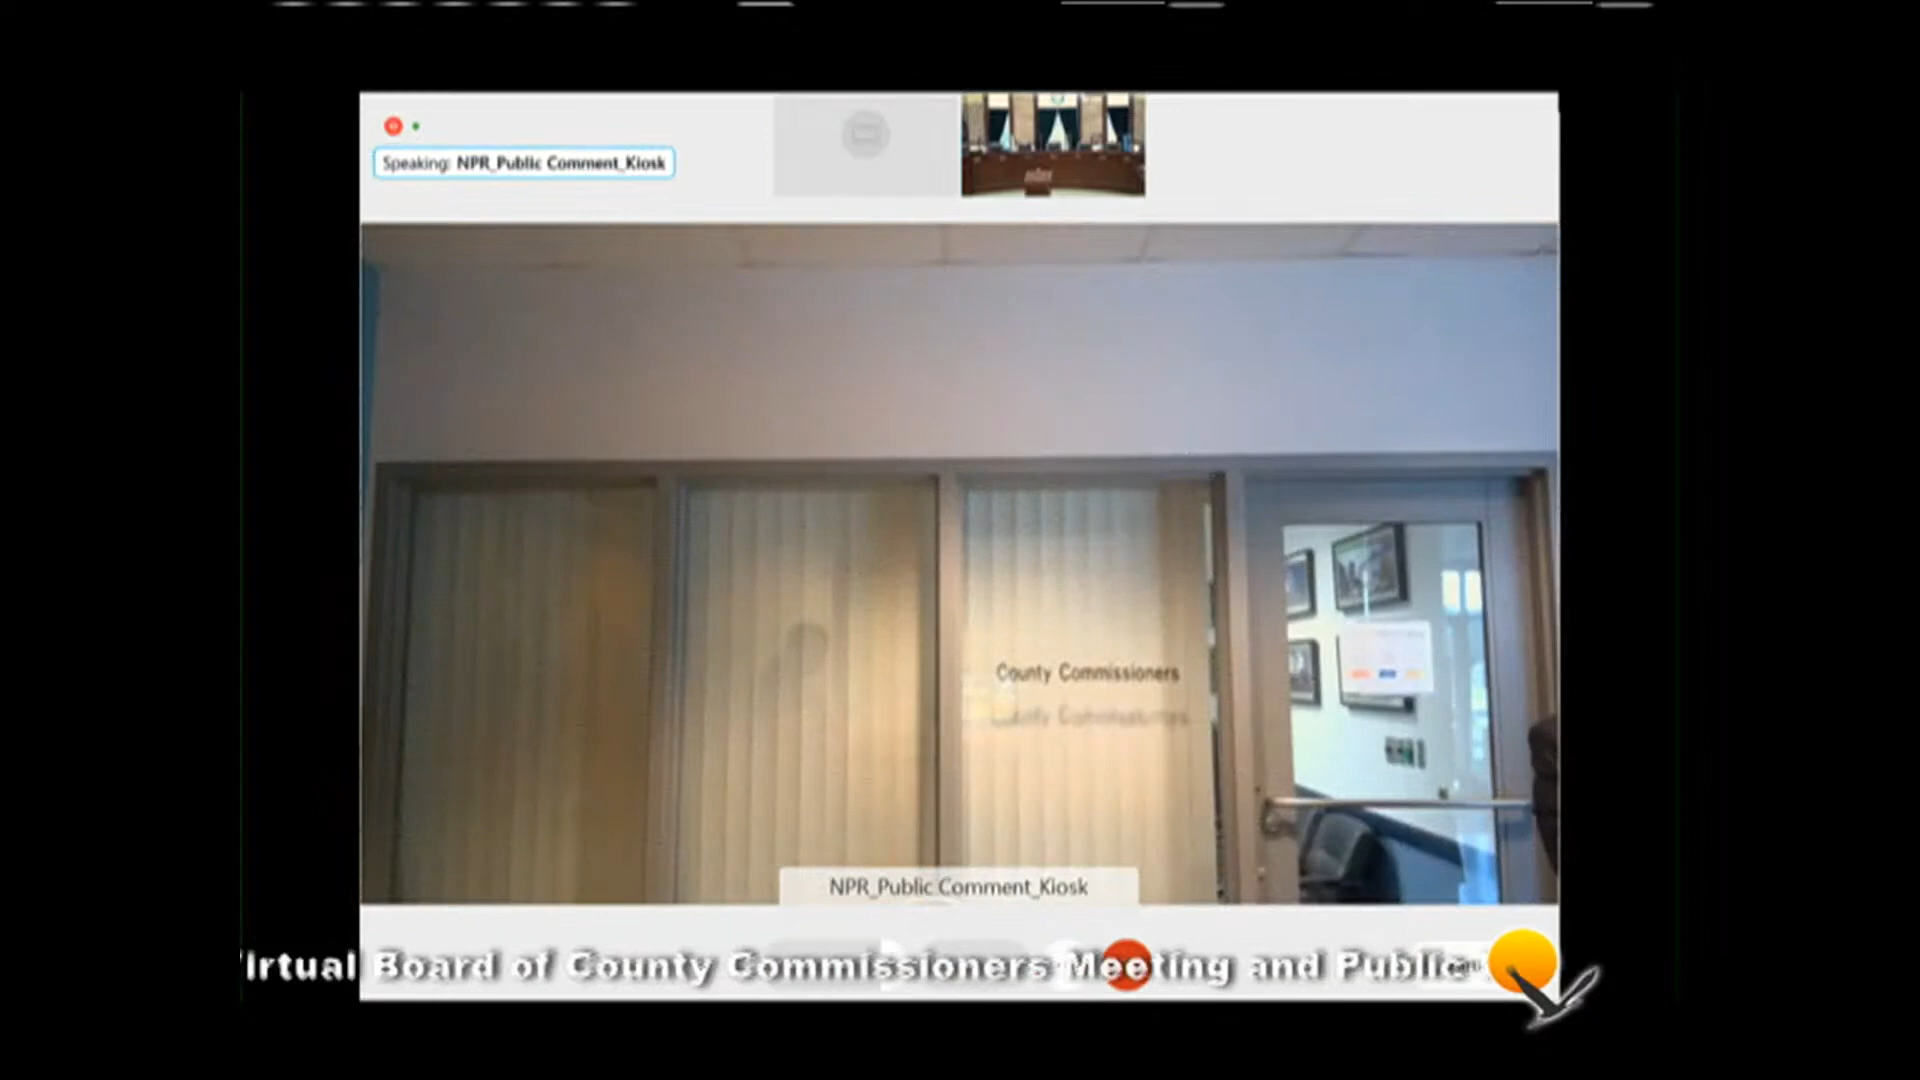 Speaking: NPR_Public Comment_Kiosk
County Commissioners
NPR_Public Comment_Kiosk
irtual Board of County Commissioners Meeting and Public